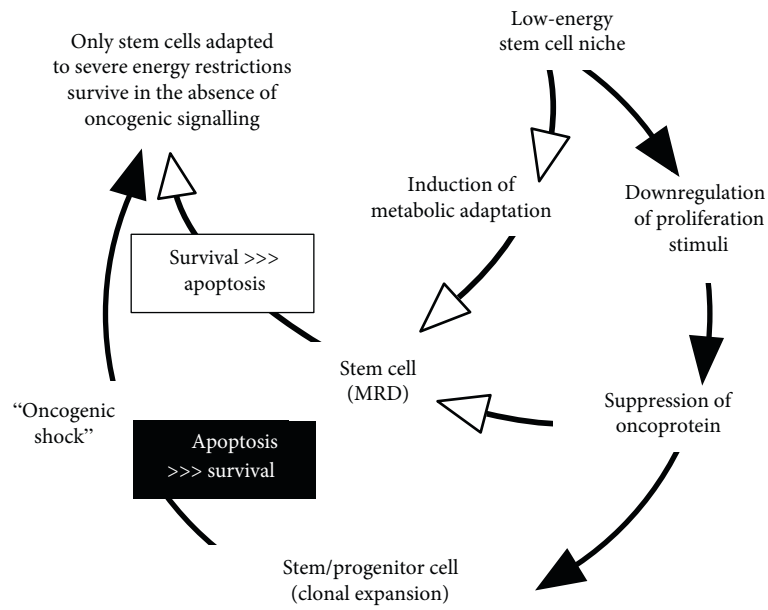 Only stem cells adapted
to severe energy restrictions
survive in the absence of
oncogenic signalling
Low-energy
stem cell niche
Induction of
metabolic adaptation
Downregulation
of proliferation
stimuli
Survival >>>
apoptosis
Stem cell
(MRD)
Suppression of
oncoprotein
“Oncogenic
shock”
Apoptosis
>>> survival
Stem/progenitor cell
(clonal expansion)